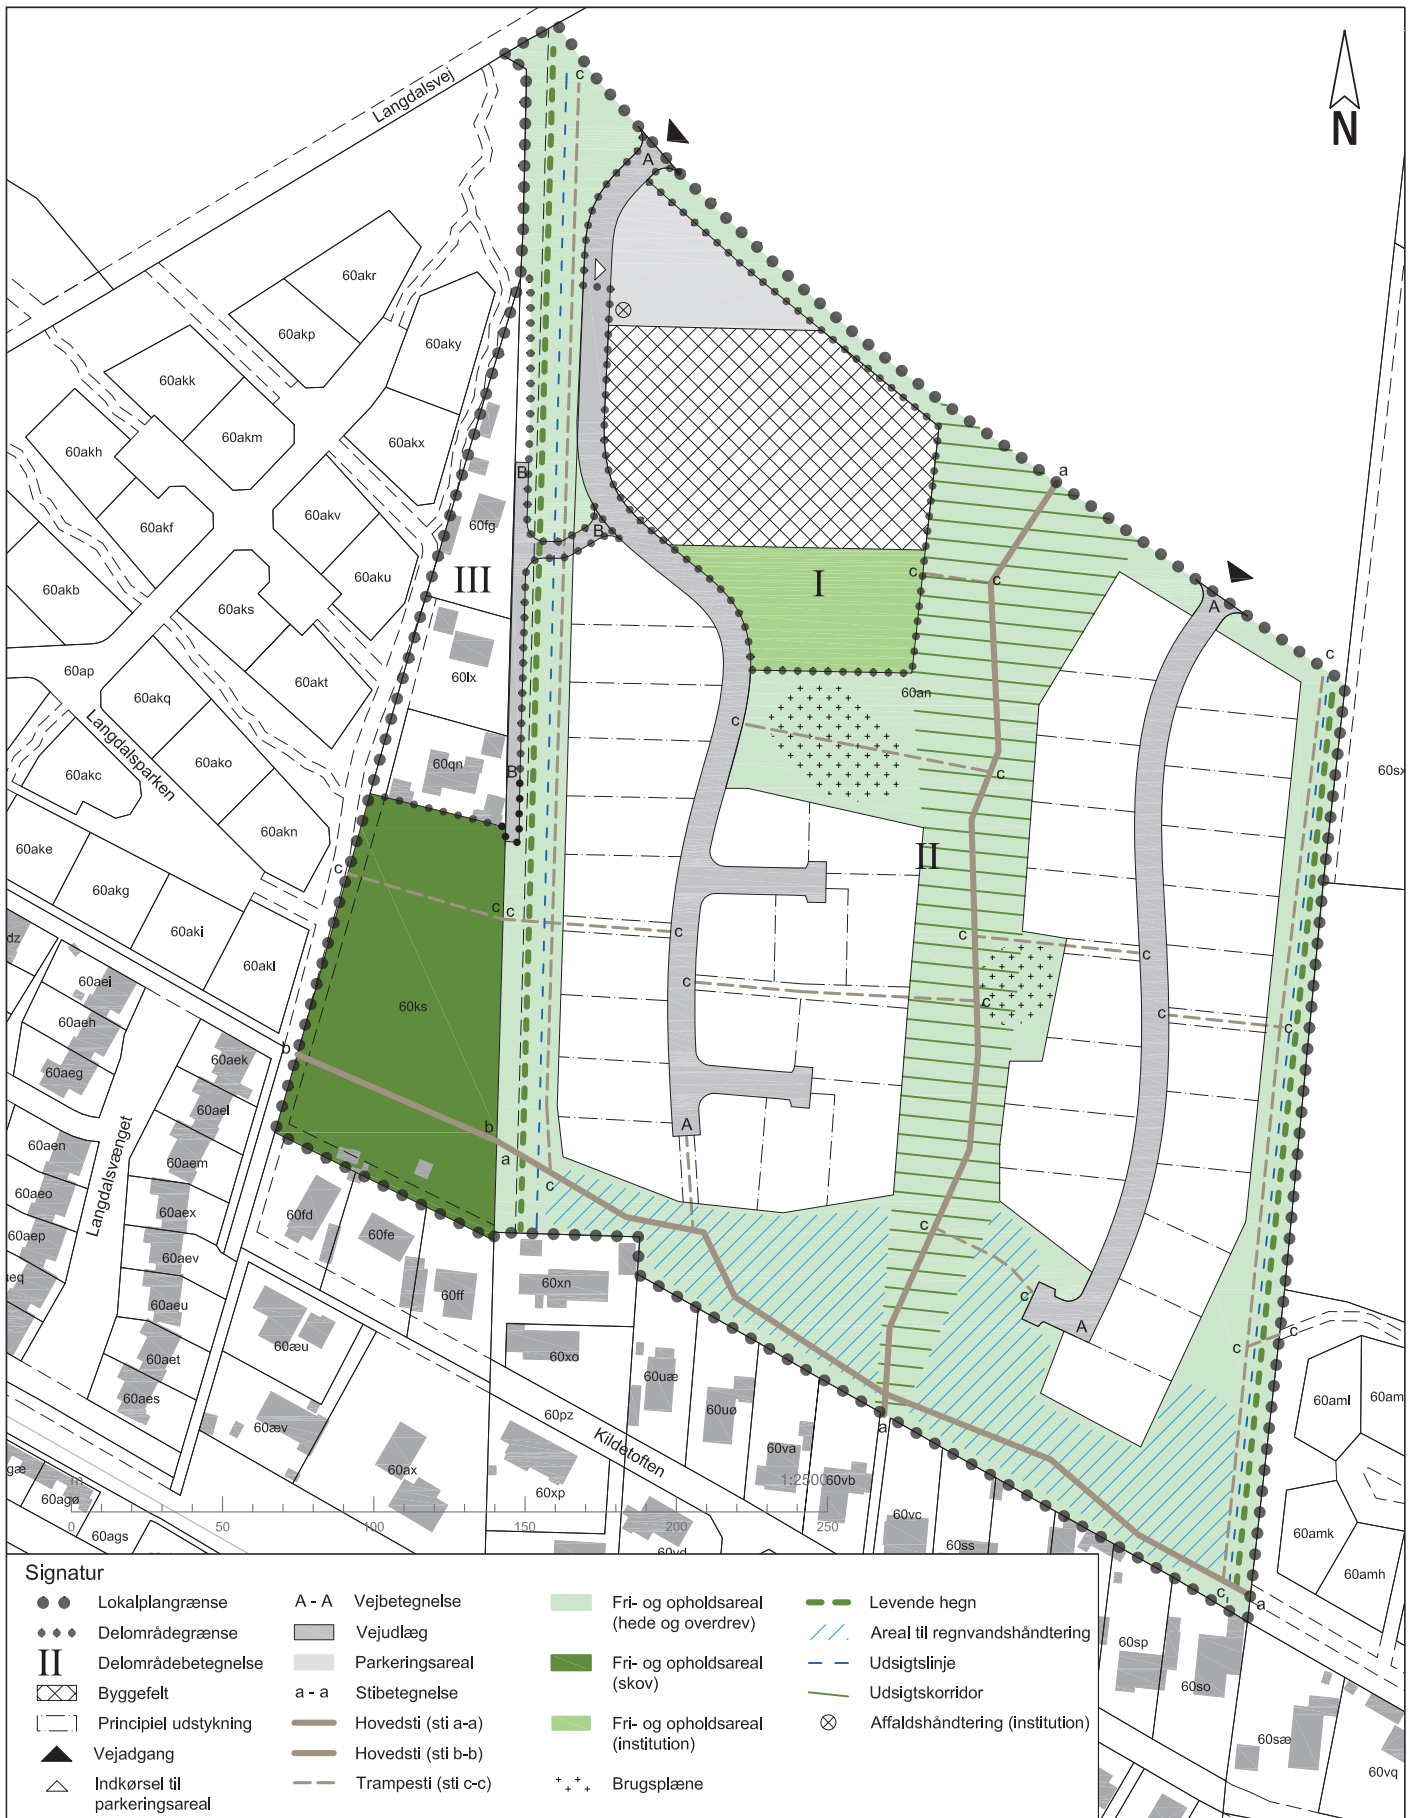 N
Langdalsvej
c
A
60akr
60akp
60aky
60akk
60akm
60akx
60akh
a
B
60akv
60akf
60fg
B
III
60aku
60akb
I
c
c
60aks
A
60ap
60akt
60lx
c
60akq
60an
c
Langdalsparken
60ako
60qn
B
c
60akc
60sx
60akn
60ake
II
c
60akg
c c
60aki
c
c
dz
60akl
c
60aei
c
c
60ks
c
c
60aeh
b
60aek
60aeg
60ael
A
b
60aen
60aem
a
c
60aeo
Langdalsvænget
60aex
60fd
c
60aep
60aev
60fe
60xn
c
60aeu
60ff
A
c
60æu
60aet
60xo
c
60uæ
60aes
60aml
60am
60uø
60pz
60æv
a
Kildetoften
60va
60ax
gæ
m
1:2500
60vb
60agø
60xp
60vc
0
50
100
150
200
250
60ags
60amk
60ss
60vd
60amh
c
a
60sp
60so
60sæ
60vq
Signatur
Lokalplangrænse
Delområdegrænse
II Delområdebetegnelse
Byggefelt
Principiel udstykning
Vejadgang
Indkørsel til
parkeringsareal
A - A Vejbetegnelse
Vejudlæg
Parkeringsareal
a - a Stibetegnelse
Hovedsti (sti a-a)
Hovedsti (sti b-b)
Trampesti (sti c-c)
Fri- og opholdsareal
(hede og overdrev)
Fri- og opholdsareal
(skov)
Fri- og opholdsareal
(institution)
Brugsplæne
Levende hegn
Areal til regnvandshåndtering
Udsigtslinje
Udsigtskorridor
Affaldshåndtering (institution)